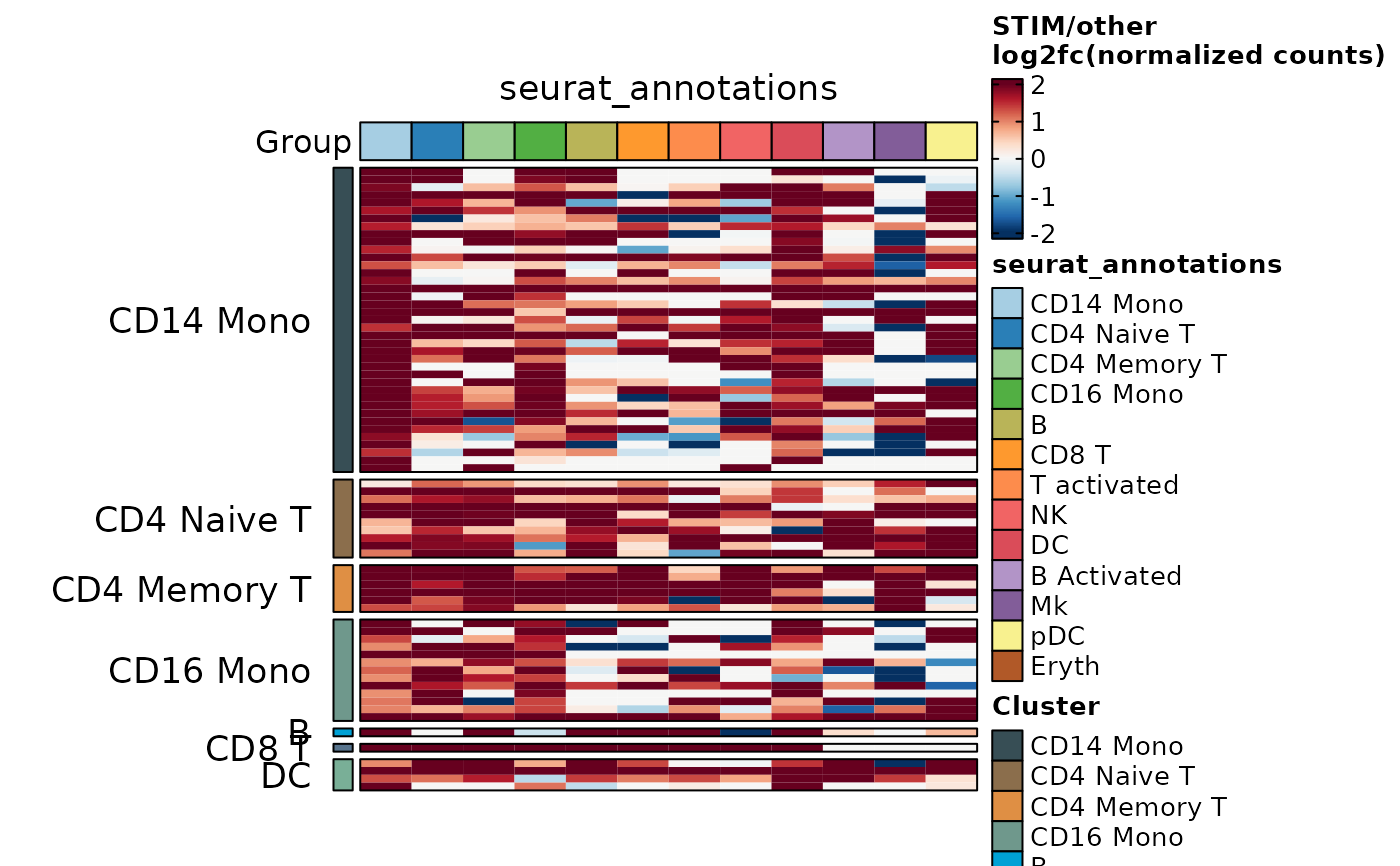 STIM/other
log2fc(normalized counts)
2
1
0
-1
-2
seurat_annotations
Group
CD14 Mono
CD4 Naive T
CD4 Memory T
CD16 Mono
B
CD8 T
DC
seurat_annotations
CD14 Mono
CD4 Naive T
CD4 Memory T
CD16 Mono
B
CD8 T
T activated
NK
DC
B Activated
Mk
pDC
Eryth
Cluster
CD14 Mono
CD4 Naive T
CD4 Memory T
CD16 Mono
B